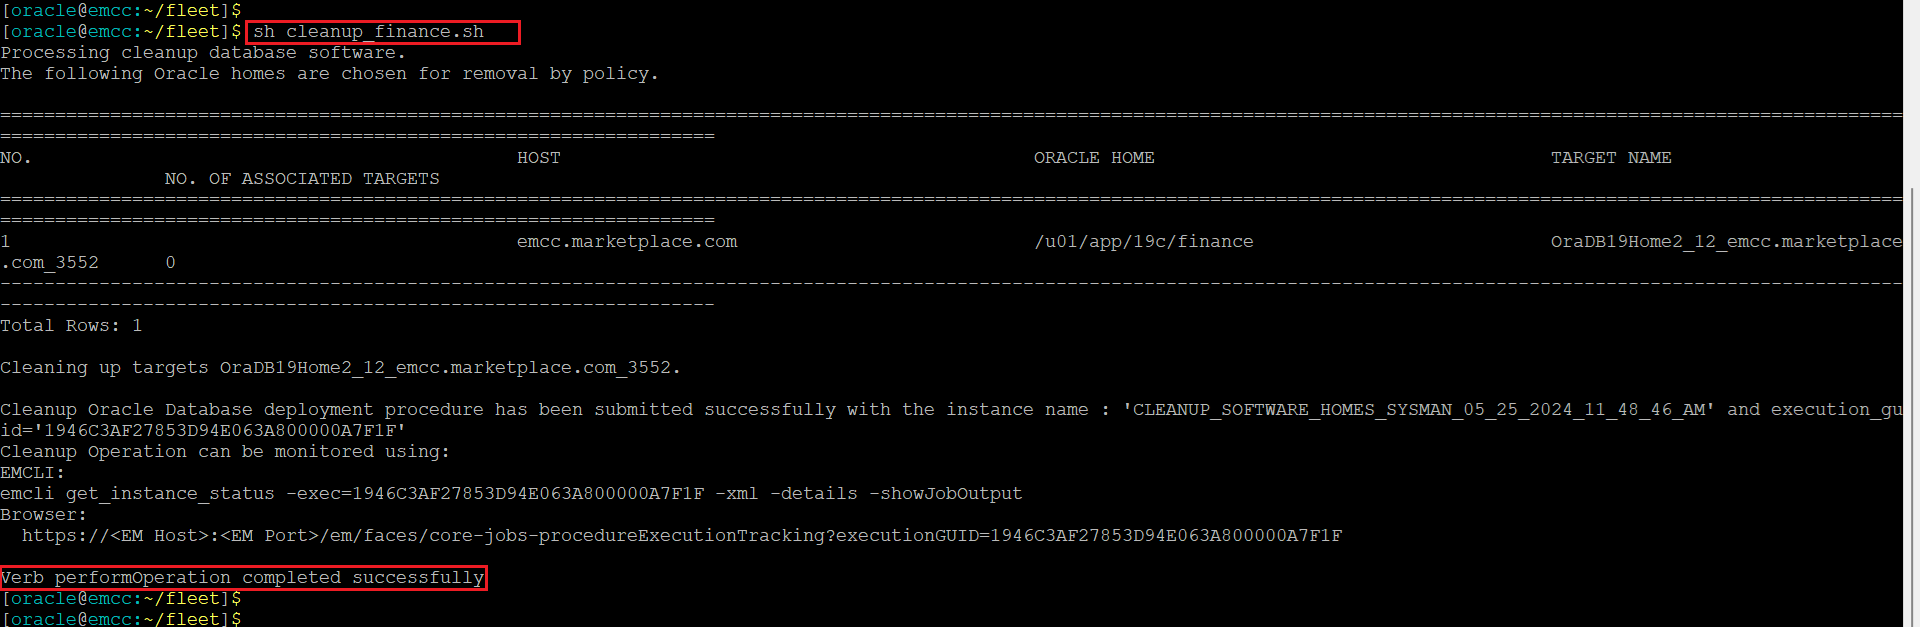 [oracle@emcc:~/fleet]$
[oracle@emcc:~/fleet]$ sh cleanup_finance.sh
Processing cleanup database software.
The following Oracle homes are chosen for removal by policy.
=============================================================================================================================================================================
=================================================================
NO.                                            HOST                                           ORACLE HOME                                    TARGET NAME
               NO. OF ASSOCIATED TARGETS
=============================================================================================================================================================================
=================================================================
1                                              emcc.marketplace.com                           /u01/app/19c/finance                           OraDB19Home2_12_emcc.marketplace
.com_3552      0
-----------------------------------------------------------------------------------------------------------------------------------------------------------------------------
-----------------------------------------------------------------
Total Rows: 1
Cleaning up targets OraDB19Home2_12_emcc.marketplace.com_3552.
Cleanup Oracle Database deployment procedure has been submitted successfully with the instance name : 'CLEANUP_SOFTWARE_HOMES_SYSMAN_05_25_2024_11_48_46_AM' and execution_gu
id='1946C3AF27853D94E063A800000A7F1F'
Cleanup Operation can be monitored using:
EMCLI:
emcli get_instance_status -exec=1946C3AF27853D94E063A800000A7F1F -xml -details -showJobOutput
Browser:
  https://<EM Host>:<EM Port>/em/faces/core-jobs-procedureExecutionTracking?executionGUID=1946C3AF27853D94E063A800000A7F1F
Verb performOperation completed successfully
[oracle@emcc:~/fleet]$
[oracle@emcc:~/fleet]$